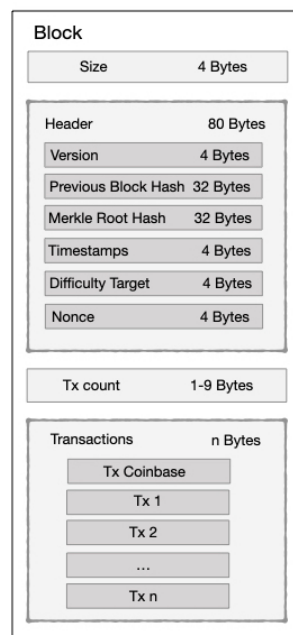 Block
Size 4 Bytes
Header 80 Bytes
Version 4 Bytes
Previous Block Hash 32 Bytes
Merkle Root Hash 32 Bytes
Timestamps 4 Bytes
Difficulty Target 4 Bytes
Nonce 4 Bytes
Tx count 1-9 Bytes
Transactions n Bytes
Tx Coinbase
Tx 1
Tx 2
...
Tx n